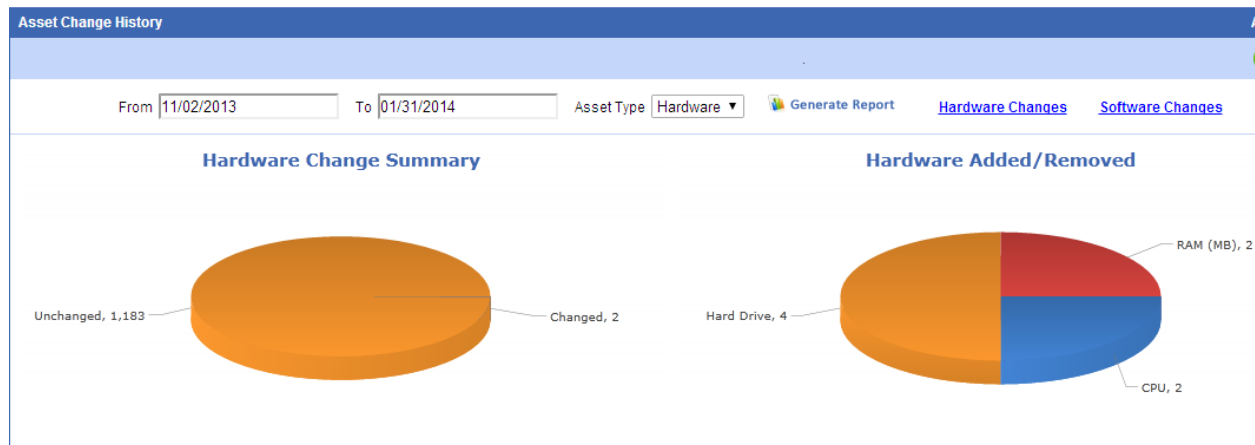 Asset Change History
From 11/02/2013 To 01/31/2014 Asset Type Hardware Generate Report Hardware Changes Software Changes
Hardware Change Summary
Hardware Added/Removed
Unchanged, 1,183
Changed, 2
RAM (MB), 2
Hard Drive, 4
CPU, 2